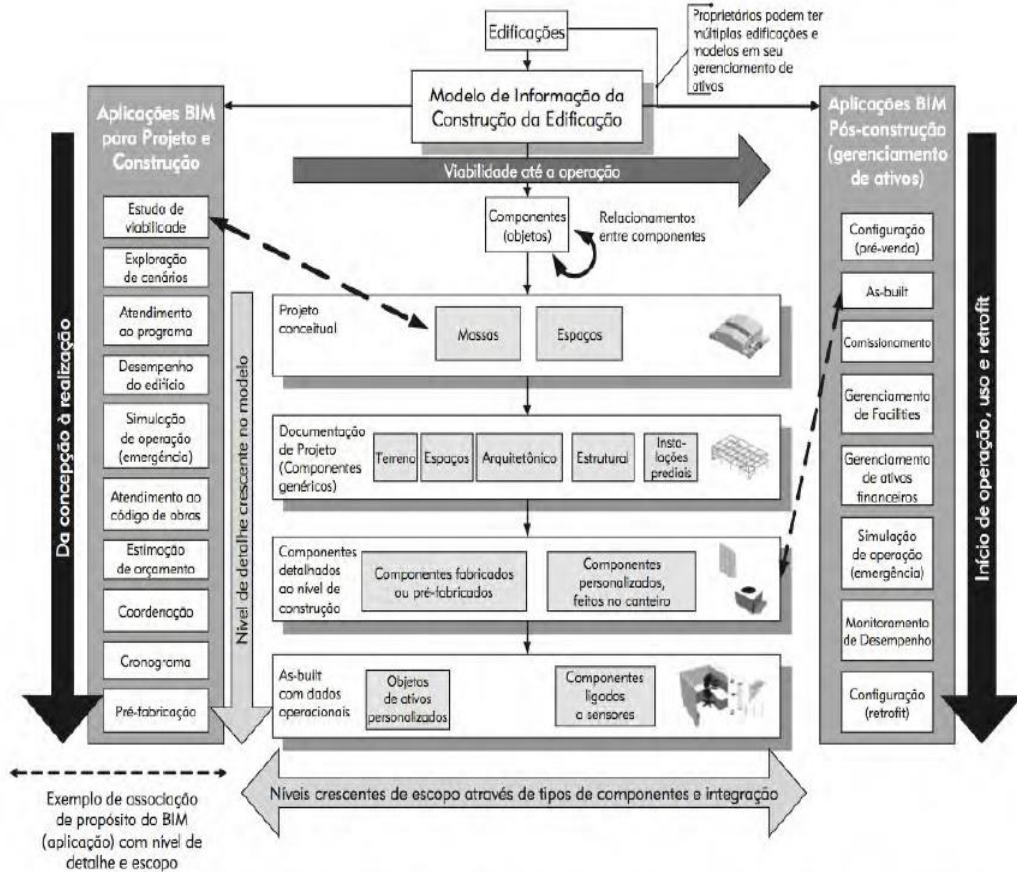 Edificações
Proprietários podem ter
múltiplas edificações e
modelos em seu
gerenciamento de
ativos
Modelo de Informação da
Construção da Edificação
Viabilidade até a operação
Componentes
(objetos)
Relacionamentos
entre componentes
Da concepção à realização
Aplicações BIM
para Projeto e
Construção
Estudo de
viabilidade
Exploração
de cenários
Atendimento
ao programa
Desempenho
do edifício
Simulação
de operação
(emergência)
Atendimento ao
código de obras
Estimação
de orçamento
Coordenação
Cronograma
Pré-fabricação
Nível de detalhe crescente no modelo
Projeto
conceitual
Massas
Espaços
Documentação
de Projeto
(Componentes
genéricos)
Terreno
Espaços
Arquitetônico
Estrutural
Insta-
lações
prediais
Componentes
detalhados
ao nível de
construção
Componentes fabricados
ou pré-fabricados
Componentes
personalizados,
feitos no canteiro
As-built
com dados
operacionais
Objetos
de ativos
personalizados
Componentes
ligados
a sensores
Aplicações BIM
Pós-construção
(gerenciamento
de ativos)
Configuração
(pré-venda)
As-built
Comissionamento
Gerenciamento
de Facilities
Gerenciamento
de ativos
financeiros
Simulação
de operação
(emergência)
Monitoramento
de Desempenho
Configuração
(retrofit)
Início de operação, uso e retrofit
Níveis crescentes de escopo através de tipos de componentes e integração
Exemplo de associação
de propósito do BIM
(aplicação) com nível de
detalhe e escopo